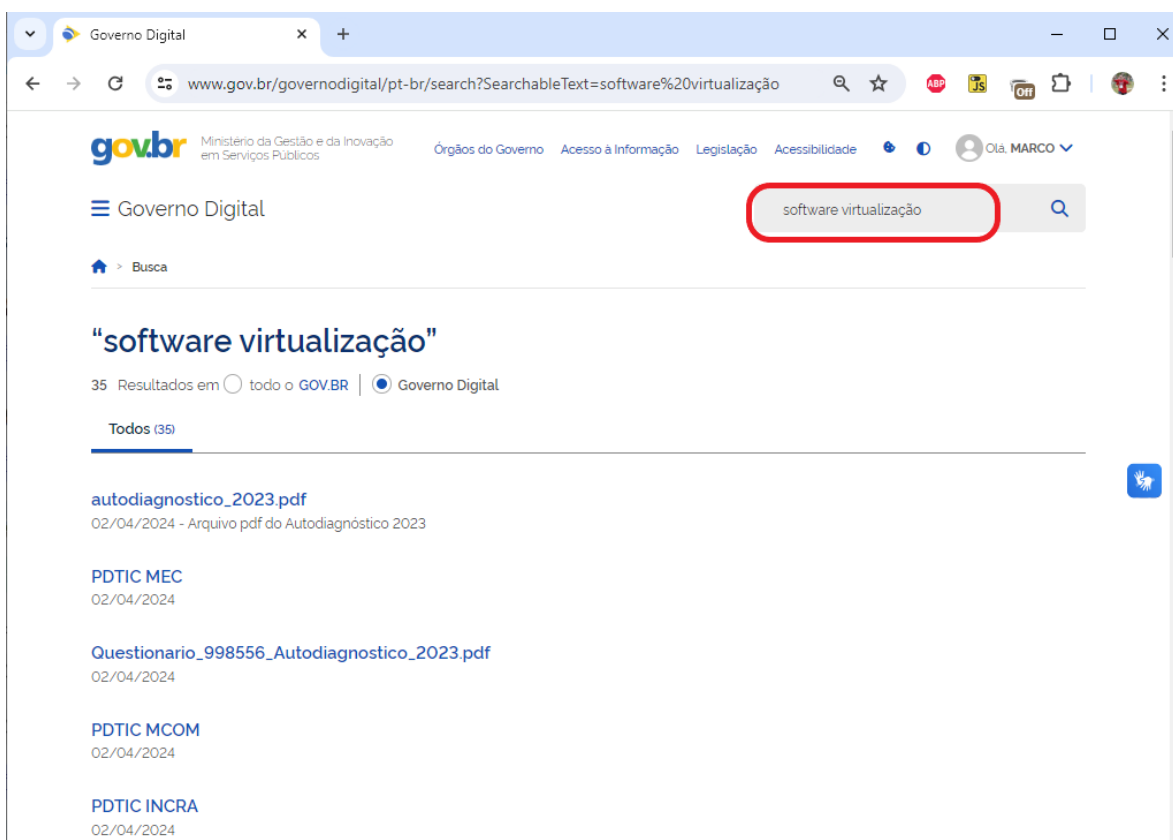 Governo Digital
www.gov.br/governodigital/pt-br/search?SearchableText=software%20virtualização
ABP
JS
Off
gov.br
Ministério da Gestão e da Inovação
em Serviços Públicos
Órgãos do Governo Acesso à Informação Legislação Acessibilidade Olá, MARCO
Governo Digital
software virtualização
> Busca
“software virtualização”
35 Resultados em todo o GOV.BR | Governo Digital
Todos (35)
autodiagnostico_2023.pdf
02/04/2024 - Arquivo pdf do Autodiagnóstico 2023
PDTIC MEC
02/04/2024
Questionario_998556_Autodiagnostico_2023.pdf
02/04/2024
PDTIC MCOM
02/04/2024
PDTIC INCRA
02/04/2024